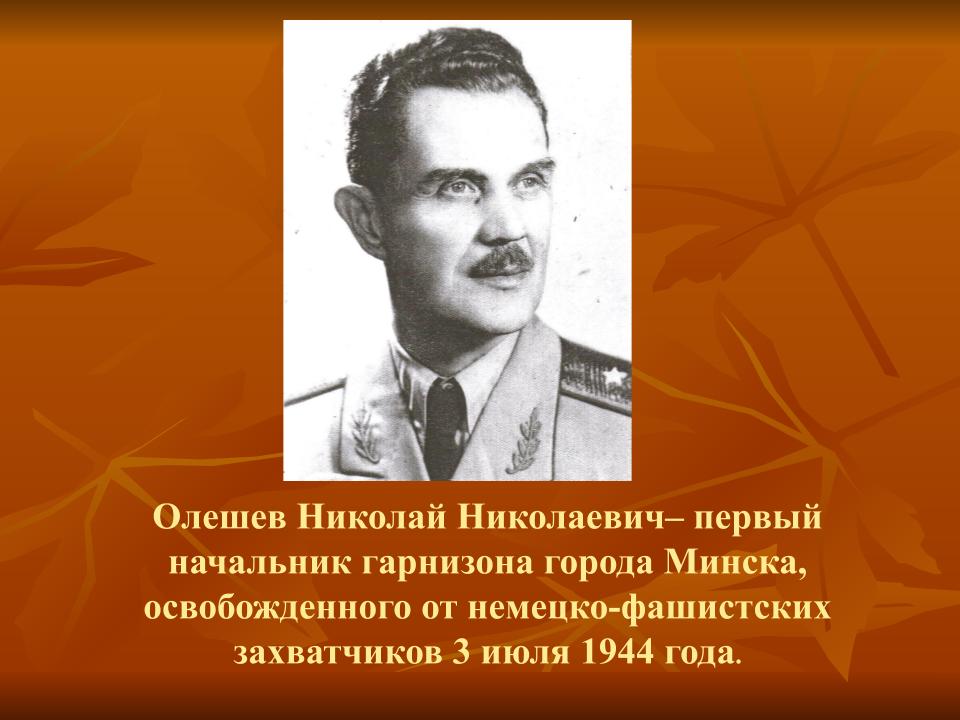 Олешев Николай Николаевич– первый
начальник гарнизона города Минска,
освобожденного от немецко-фашистских
захватчиков 3 июля 1944 года.